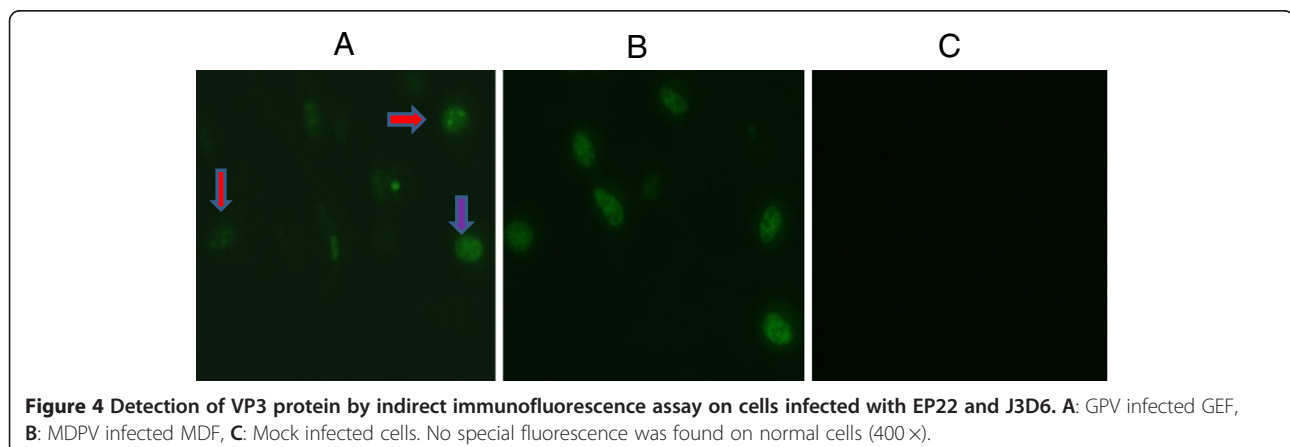 A B C
Figure 4 Detection of VP3 protein by indirect immunofluorescence assay on cells infected with EP22 and J3D6. A: GPV infected GEF,
B: MDPV infected MDF, C: Mock infected cells. No special fluorescence was found on normal cells (400 ×).